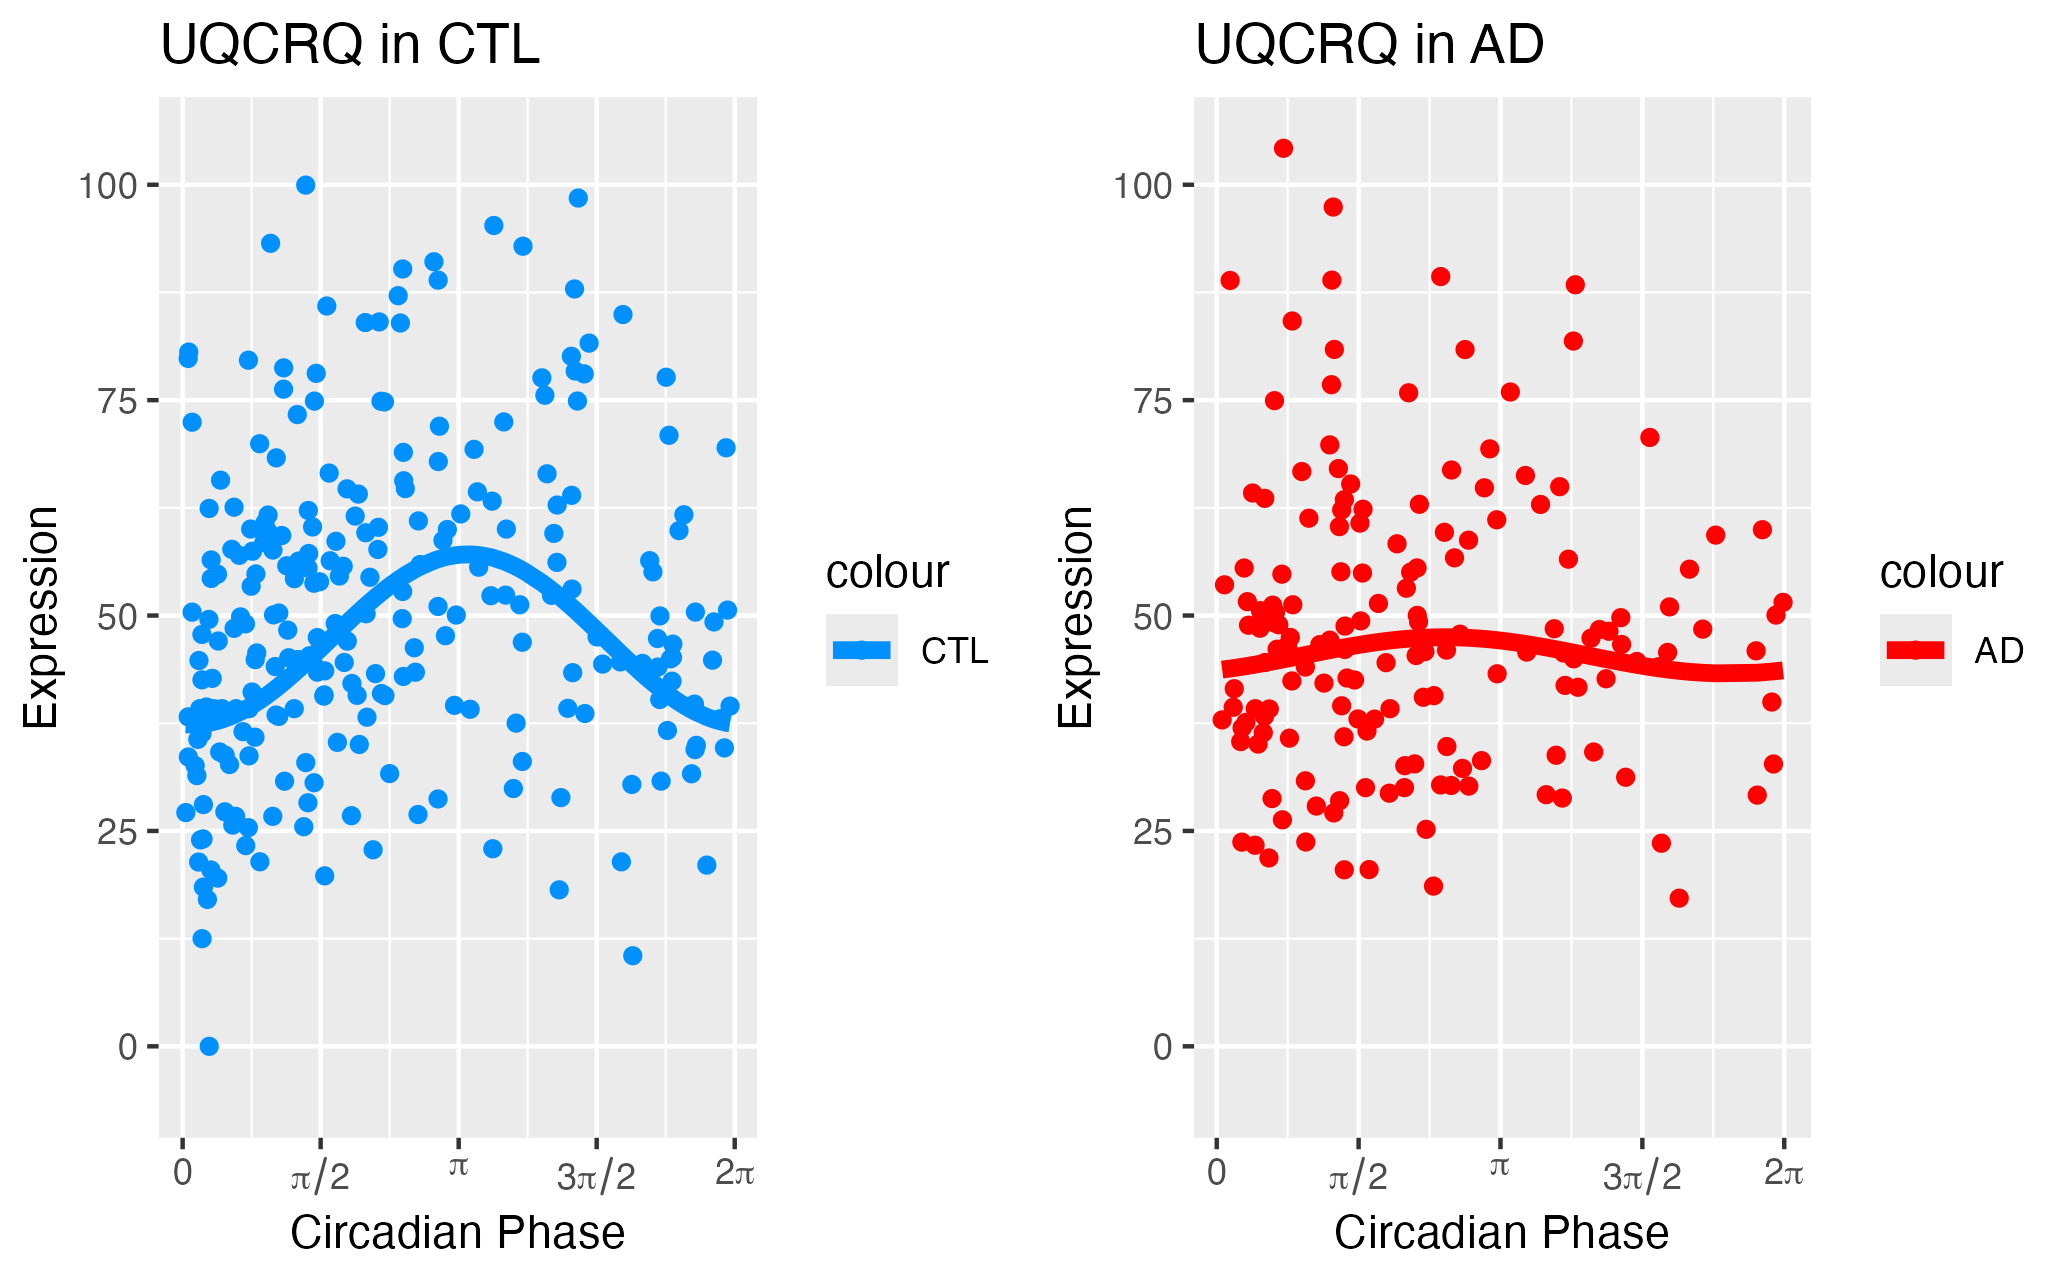 UQCRQ in CTL
Expression
100
75
50
25
0
0 π/2 π 3π/2 2π
Circadian Phase
colour
CTL
UQCRQ in AD
Expression
100
75
50
25
0
0 π/2 π 3π/2 2π
Circadian Phase
colour
AD